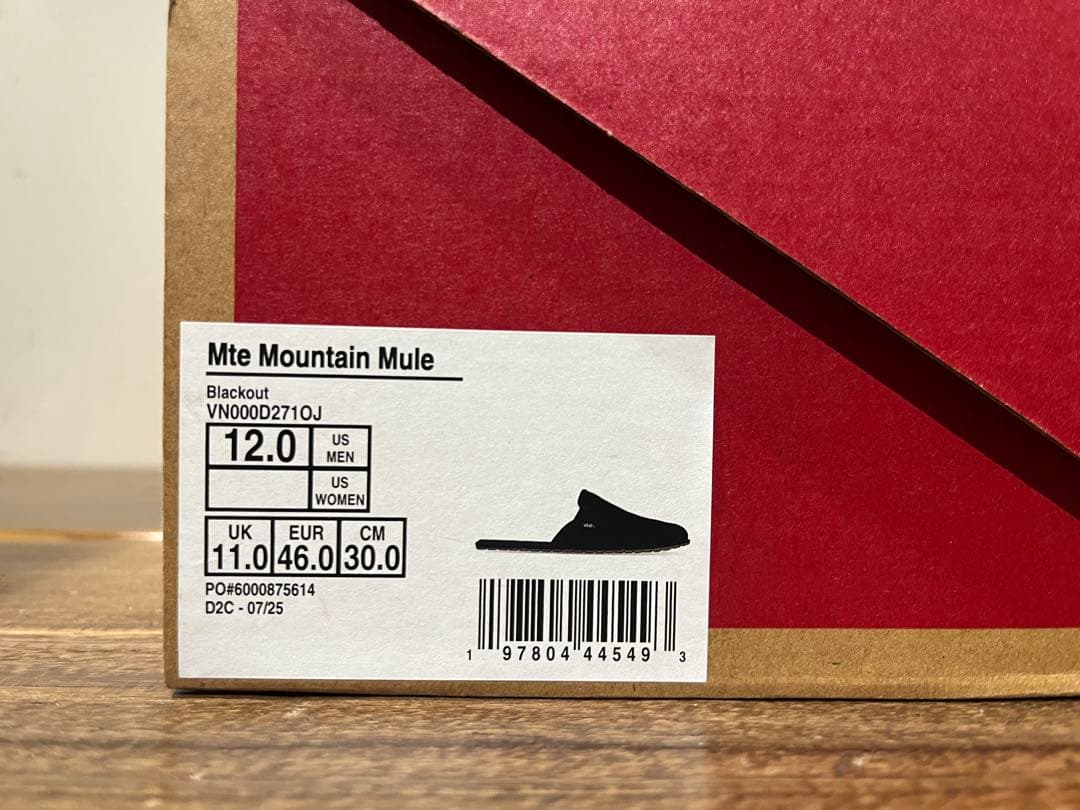 Mte Mountain Mule
Blackout
VN000D271OJ
12.0 US MEN
US WOMEN
UK EUR CM
11.0 46.0 30.0
PO#6000875614
D2C - 07/25
1 97804 44549 3